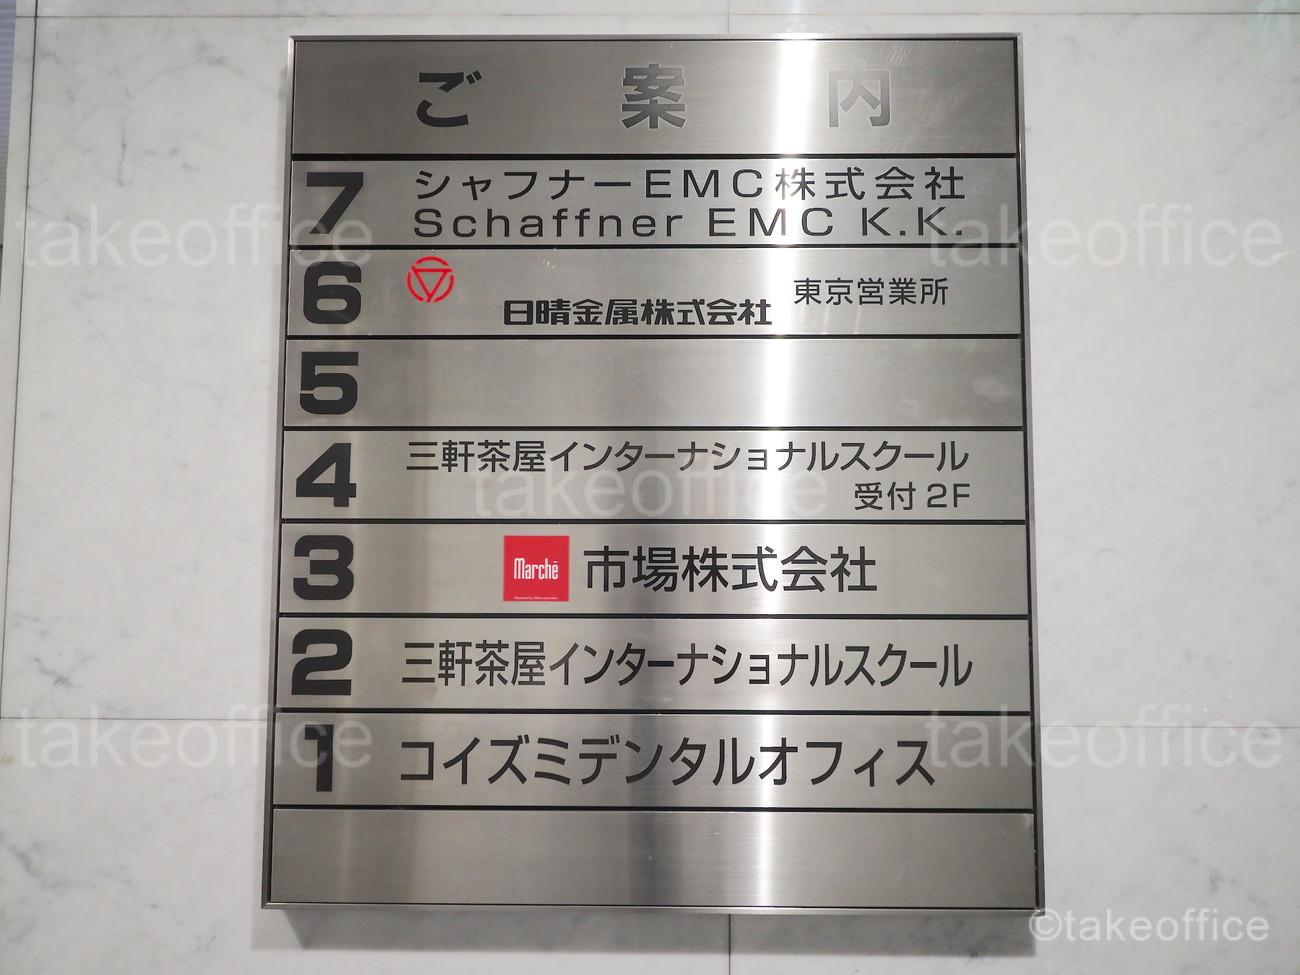 ご案内
7 シャフナーEMC株式会社
Schaffner EMC K.K.
6 日晴金属株式会社 東京営業所
5
4 三軒茶屋インターナショナルスクール
受付2F
3 Marché 市場株式会社
2 三軒茶屋インターナショナルスクール
1 コイズミデンタルオフィス
takeoffice takeoffice
takeoffice
takeoffice takeoffice
©takeoffice